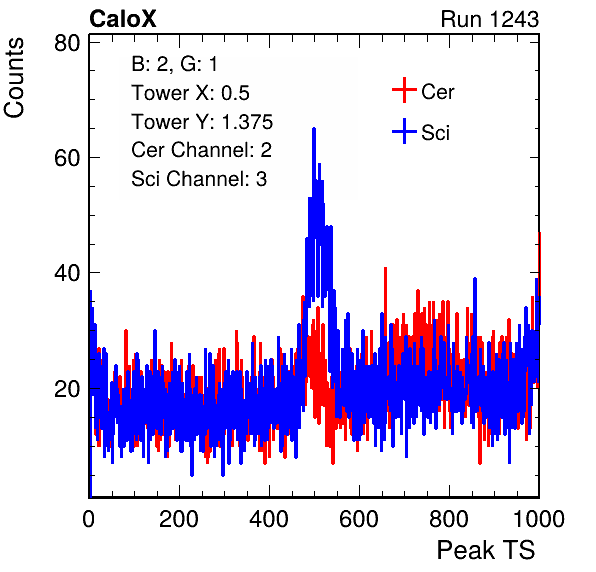 CaloX Run 1243
Counts
80
60
40
20
B: 2, G: 1
Tower X: 0.5
Tower Y: 1.375
Cer Channel: 2
Sci Channel: 3
Cer
Sci
0 200 400 600 800 1000
Peak TS